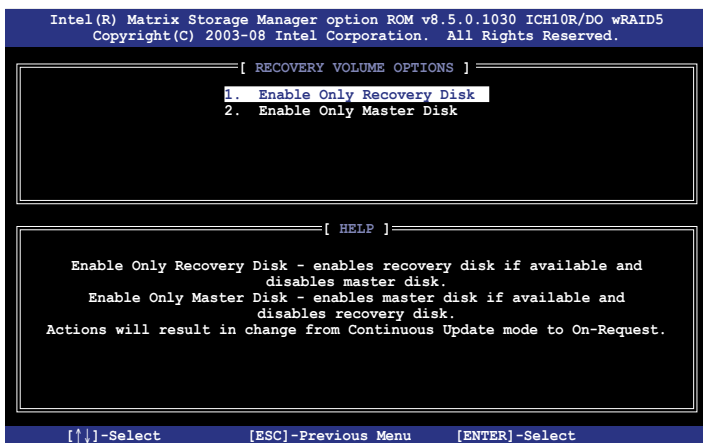 Intel(R) Matrix Storage Manager option ROM v8.5.0.1030 ICH10R/DO wRAID5
Copyright(C) 2003-08 Intel Corporation. All Rights Reserved.
[ RECOVERY VOLUME OPTIONS ]
1. Enable Only Recovery Disk
2. Enable Only Master Disk
[ HELP ]
Enable Only Recovery Disk - enables recovery disk if available and
disables master disk.
Enable Only Master Disk - enables master disk if available and
disables recovery disk.
Actions will result in change from Continuous Update mode to On-Request.
[↑↓]-Select [ESC]-Previous Menu [ENTER]-Select